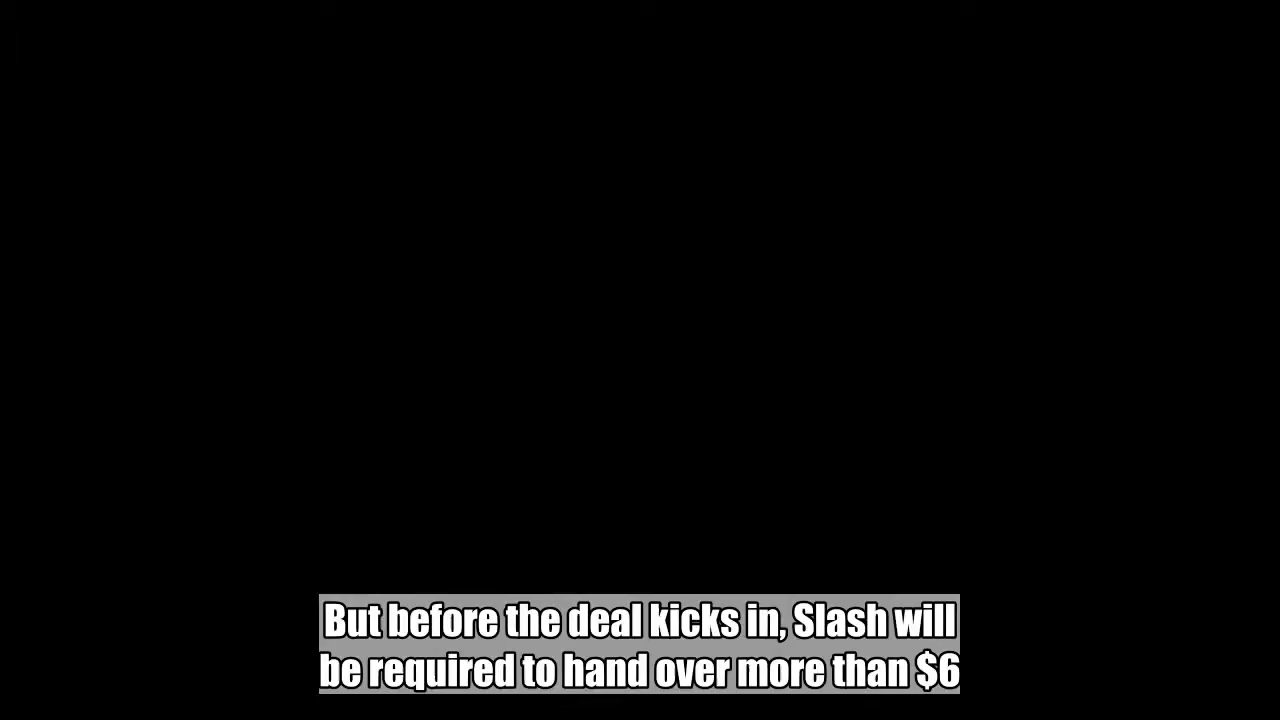 But before the deal kicks in, Slash will
be required to hand over more than $6